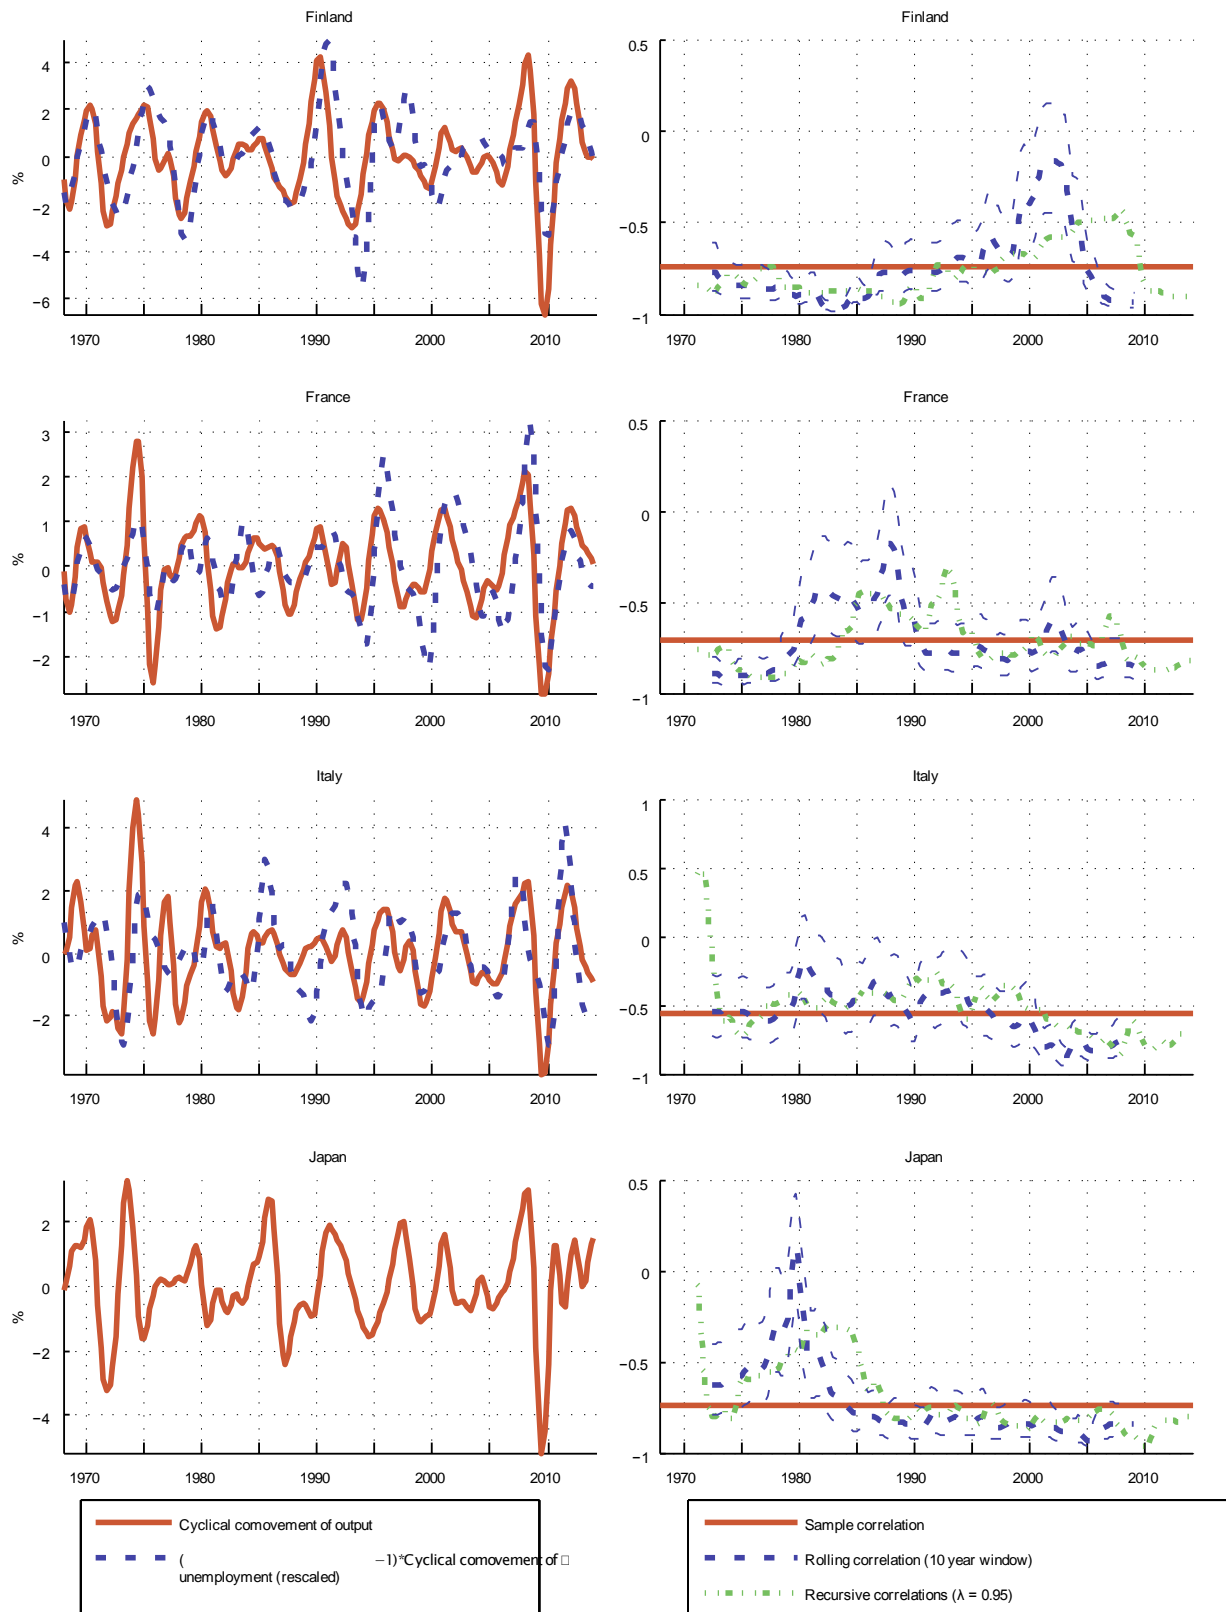 Finland
Finland
4
2
0
−2
−4
−6
%
1970 1980 1990 2000 2010
0.5
0
−0.5
−1
1970 1980 1990 2000 2010
France
France
3
2
1
0
−1
−2
%
1970 1980 1990 2000 2010
0.5
0
−0.5
−1
1970 1980 1990 2000 2010
Italy
Italy
4
2
0
−2
%
1970 1980 1990 2000 2010
1
0.5
0
−0.5
−1
1970 1980 1990 2000 2010
Japan
Japan
2
0
−2
−4
%
1970 1980 1990 2000 2010
0.5
0
−0.5
−1
1970 1980 1990 2000 2010
Cyclical comovement of output
( −1)*Cyclical comovement of □
unemployment (rescaled)
Sample correlation
Rolling correlation (10 year window)
Recursive correlations (λ = 0.95)